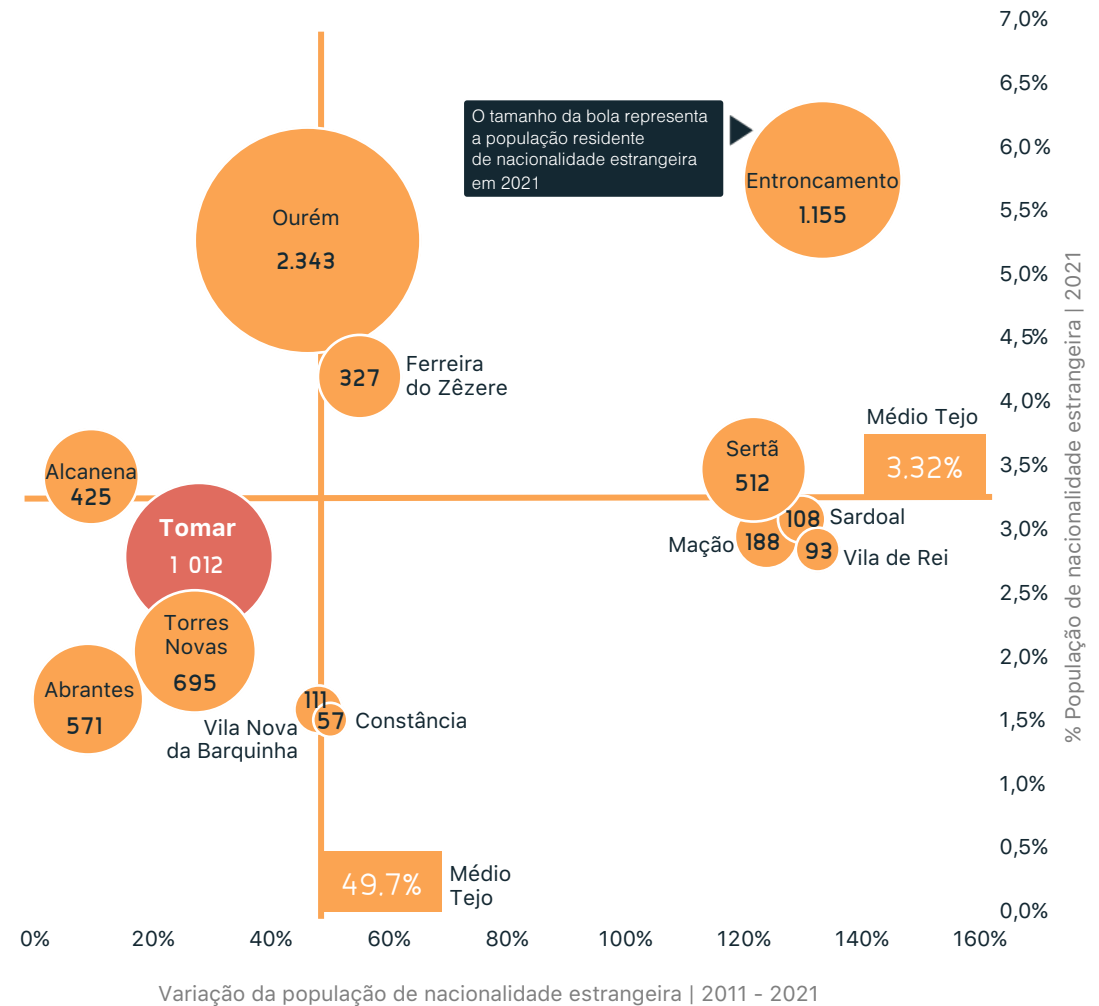 7,0%
6,5%
O tamanho da bola representa
a população residente
de nacionalidade estrangeira
em 2021
6,0%
Entroncamento
1.155
5,5%
Ourém
2.343
5,0%
4,5%
Ferreira
do Zêzere
327
4,0%
Médio Tejo
3.32%
3,5%
Sertã
512
Alcanena
425
3,0%
108
Sardoal
Mação
188
93
Vila de Rei
Tomar
1 012
2,5%
Torres
Novas
695
2,0%
Abrantes
571
111
57
Constância
Vila Nova
da Barquinha
1,5%
1,0%
0,5%
49.7%
Médio
Tejo
0,0%
0%
20%
40%
60%
80%
100%
120%
140%
160%
% População de nacionalidade estrangeira | 2021
Variação da população de nacionalidade estrangeira | 2011 - 2021